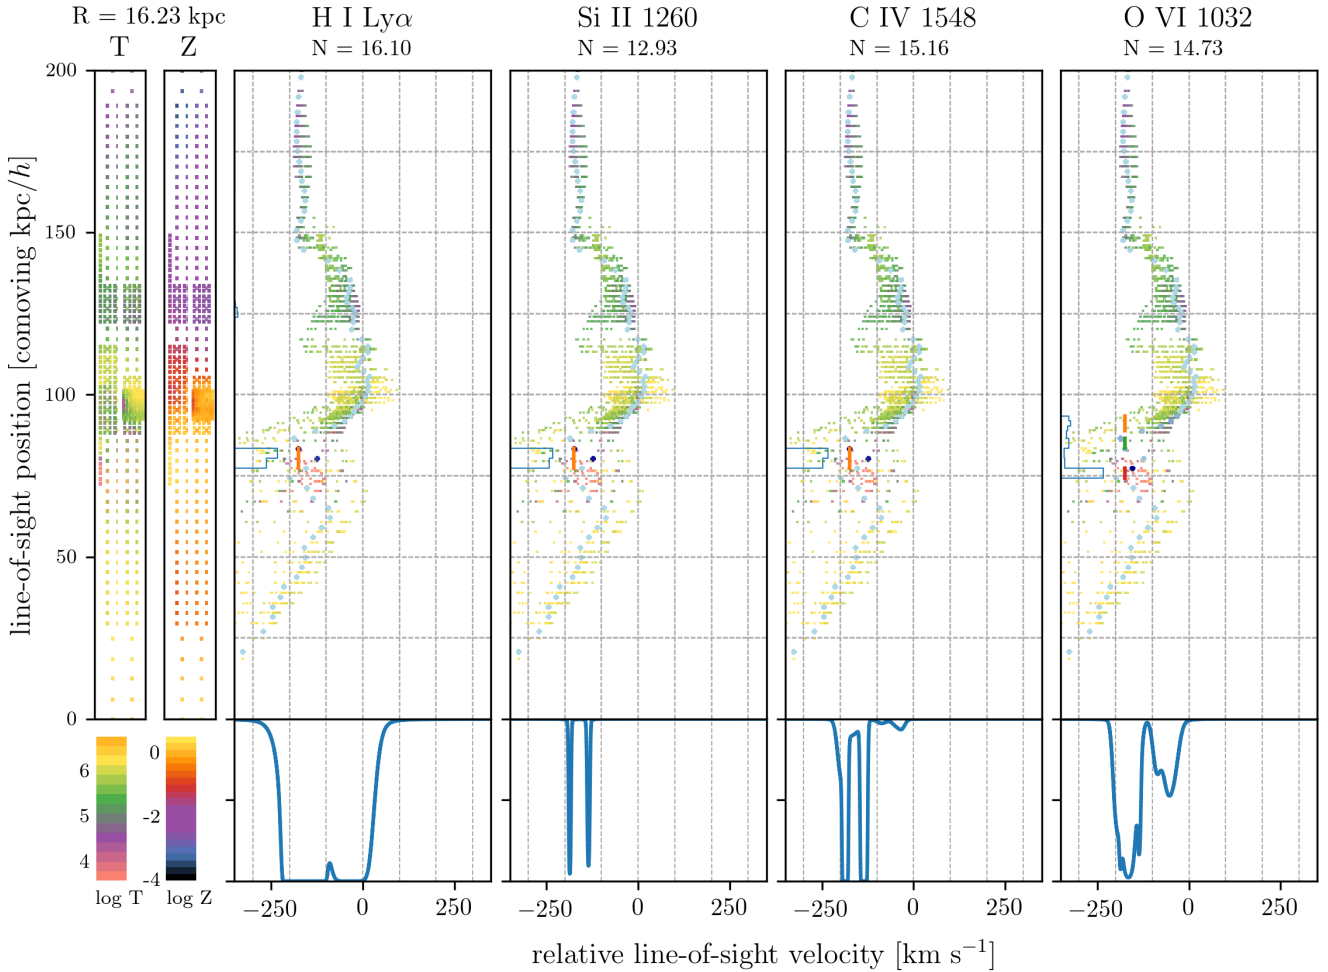 R = 16.23 kpc
T Z
H I Lyα
N = 16.10
Si II 1260
N = 12.93
C IV 1548
N = 15.16
O VI 1032
N = 14.73
line-of-sight position [comoving kpc/h]
200
150
100
50
0
6
5
4
log T
0
-2
-4
log Z
−250 0 250
−250 0 250
−250 0 250
−250 0 250
relative line-of-sight velocity [km s⁻¹]